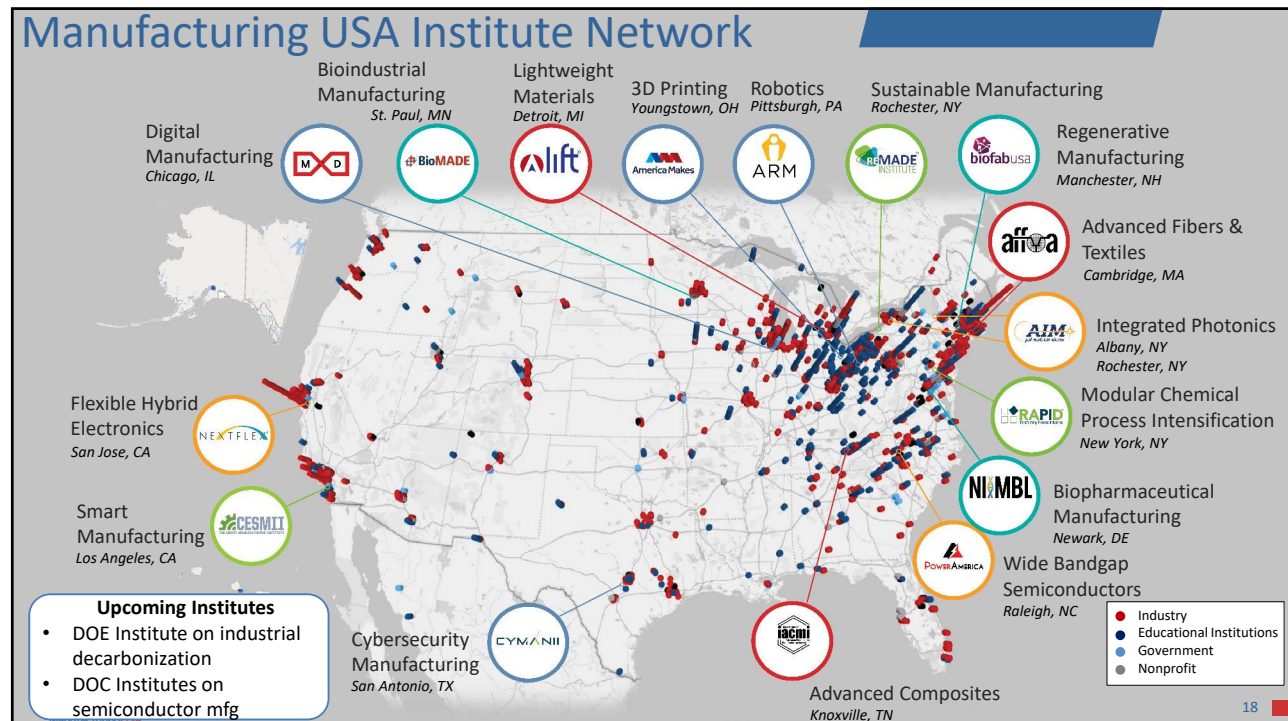 Manufacturing USA Institute Network
Digital
Manufacturing
Chicago, IL
M D
Bioindustrial
Manufacturing
St. Paul, MN
BioMADE
Lightweight
Materials
Detroit, MI
lift
3D Printing
Youngstown, OH
America Makes
Robotics
Pittsburgh, PA
ARM
Sustainable Manufacturing
Rochester, NY
REMADE
INSTITUTE
Regenerative
Manufacturing
Manchester, NH
biofabusa
Advanced Fibers &
Textiles
Cambridge, MA
affoa
Integrated Photonics
Albany, NY
Rochester, NY
AIM
photonics
Modular Chemical
Process Intensification
New York, NY
RAPID
Biopharmaceutical
Manufacturing
Newark, DE
NIIMBL
Wide Bandgap
Semiconductors
Raleigh, NC
POWERAMERICA
Advanced Composites
Knoxville, TN
iacmi
Cybersecurity
Manufacturing
San Antonio, TX
CYMANII
Flexible Hybrid
Electronics
San Jose, CA
NEXTFLEX
Smart
Manufacturing
Los Angeles, CA
CESMII
THE SMART MANUFACTURING INSTITUTE
Upcoming Institutes
• DOE Institute on industrial
decarbonization
• DOC Institutes on
semiconductor mfg
Industry
Educational Institutions
Government
Nonprofit
18